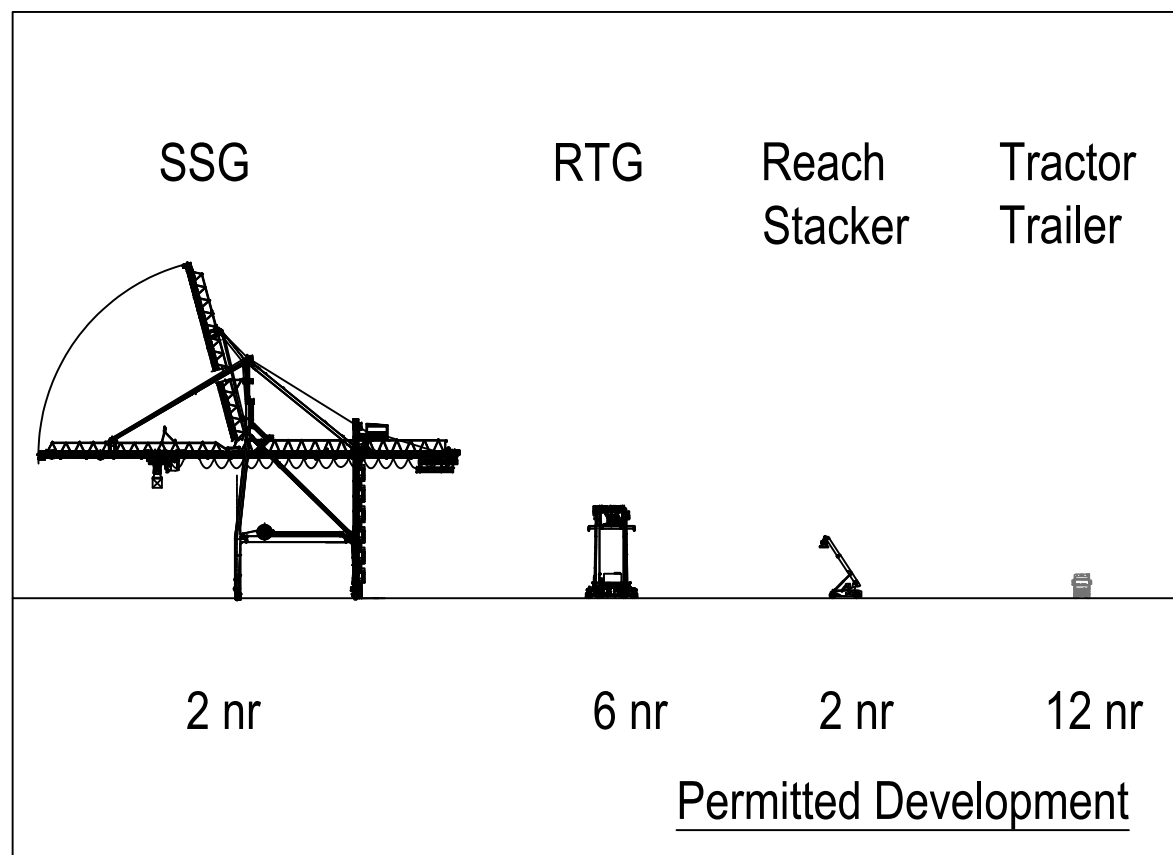 SSG
RTG
Reach
Stacker
Tractor
Trailer
2 nr
6 nr
2 nr
12 nr
Permitted Development